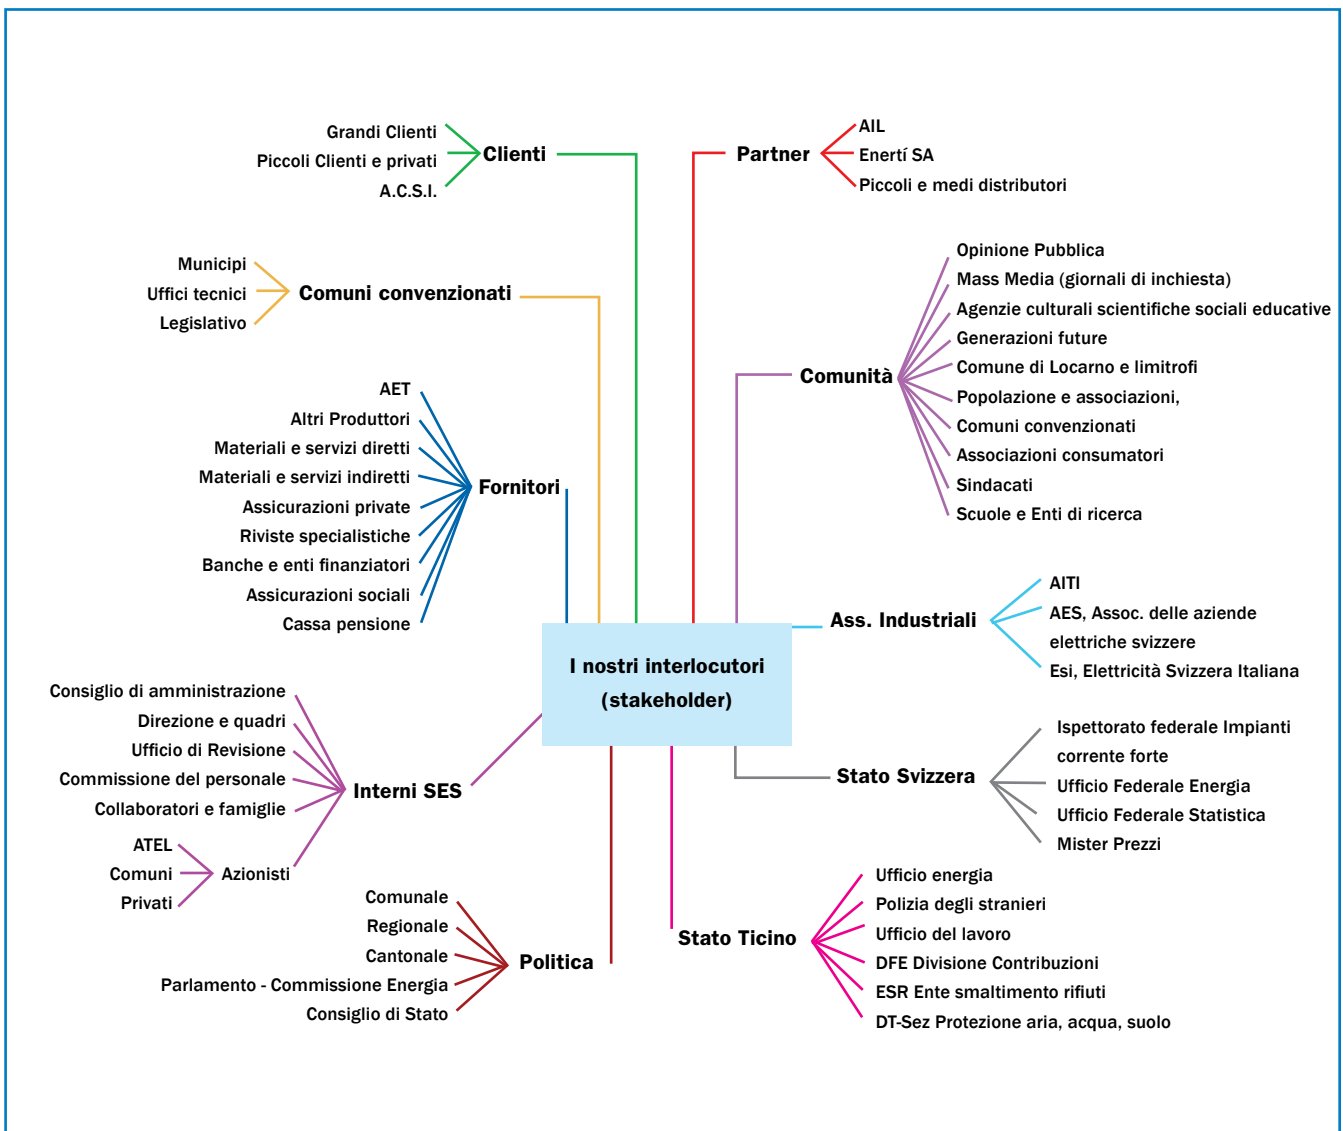 Grandi Clienti
Piccoli Clienti e privati
A.C.S.I.
Clienti
Partner
AIL
Enertí SA
Piccoli e medi distributori
Municipi
Uffici tecnici
Legislativo
Comuni convenzionati
Opinione Pubblica
Mass Media (giornali di inchiesta)
Agenzie culturali scientifiche sociali educative
Generazioni future
Comune di Locarno e limitrofi
Popolazione e associazioni,
Comuni convenzionati
Associazioni consumatori
Sindacati
Scuole e Enti di ricerca
Comunità
AET
Altri Produttori
Materiali e servizi diretti
Materiali e servizi indiretti
Assicurazioni private
Riviste specialistiche
Banche e enti finanziatori
Assicurazioni sociali
Cassa pensione
Fornitori
Ass. Industriali
AITI
AES, Assoc. delle aziende
elettriche svizzere
Esi, Elettricità Svizzera Italiana
I nostri interlocutori
(stakeholder)
Consiglio di amministrazione
Direzione e quadri
Ufficio di Revisione
Commissione del personale
Collaboratori e famiglie
Interni SES
ATEL
Comuni
Privati
Azionisti
Stato Svizzera
Ispettorato federale Impianti
corrente forte
Ufficio Federale Energia
Ufficio Federale Statistica
Mister Prezzi
Comunale
Regionale
Cantonale
Parlamento - Commissione Energia
Consiglio di Stato
Politica
Stato Ticino
Ufficio energia
Polizia degli stranieri
Ufficio del lavoro
DFE Divisione Contribuzioni
ESR Ente smaltimento rifiuti
DT-Sez Protezione aria, acqua, suolo